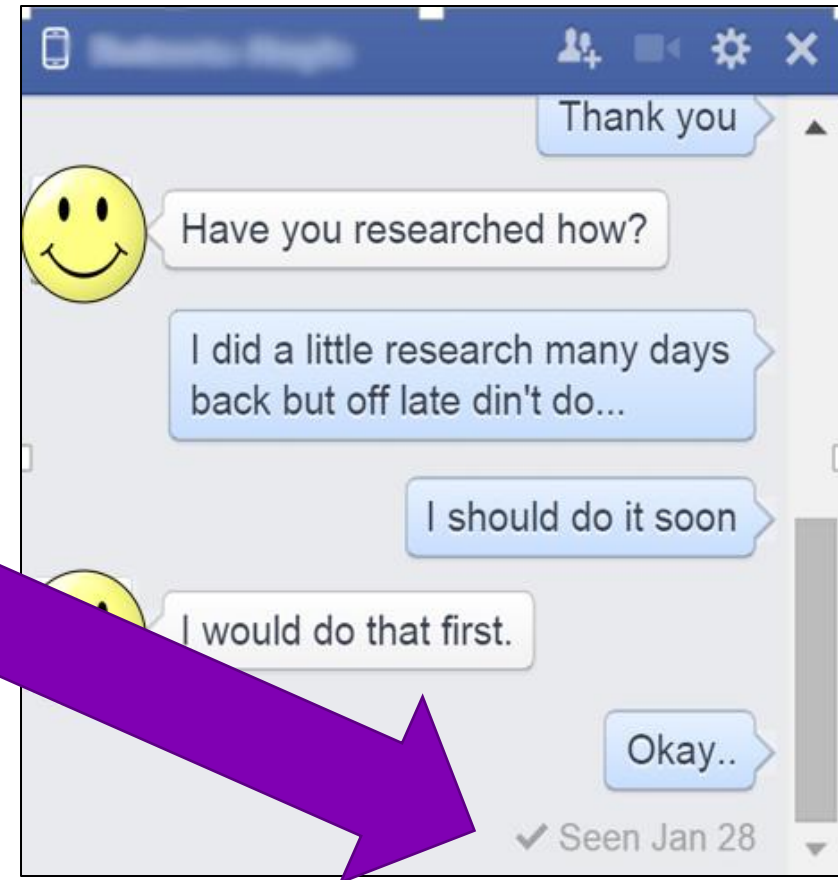 Thank you
Have you researched how?
I did a little research many days
back but off late din't do...
I should do it soon
I would do that first.
Okay..
✓ Seen Jan 28